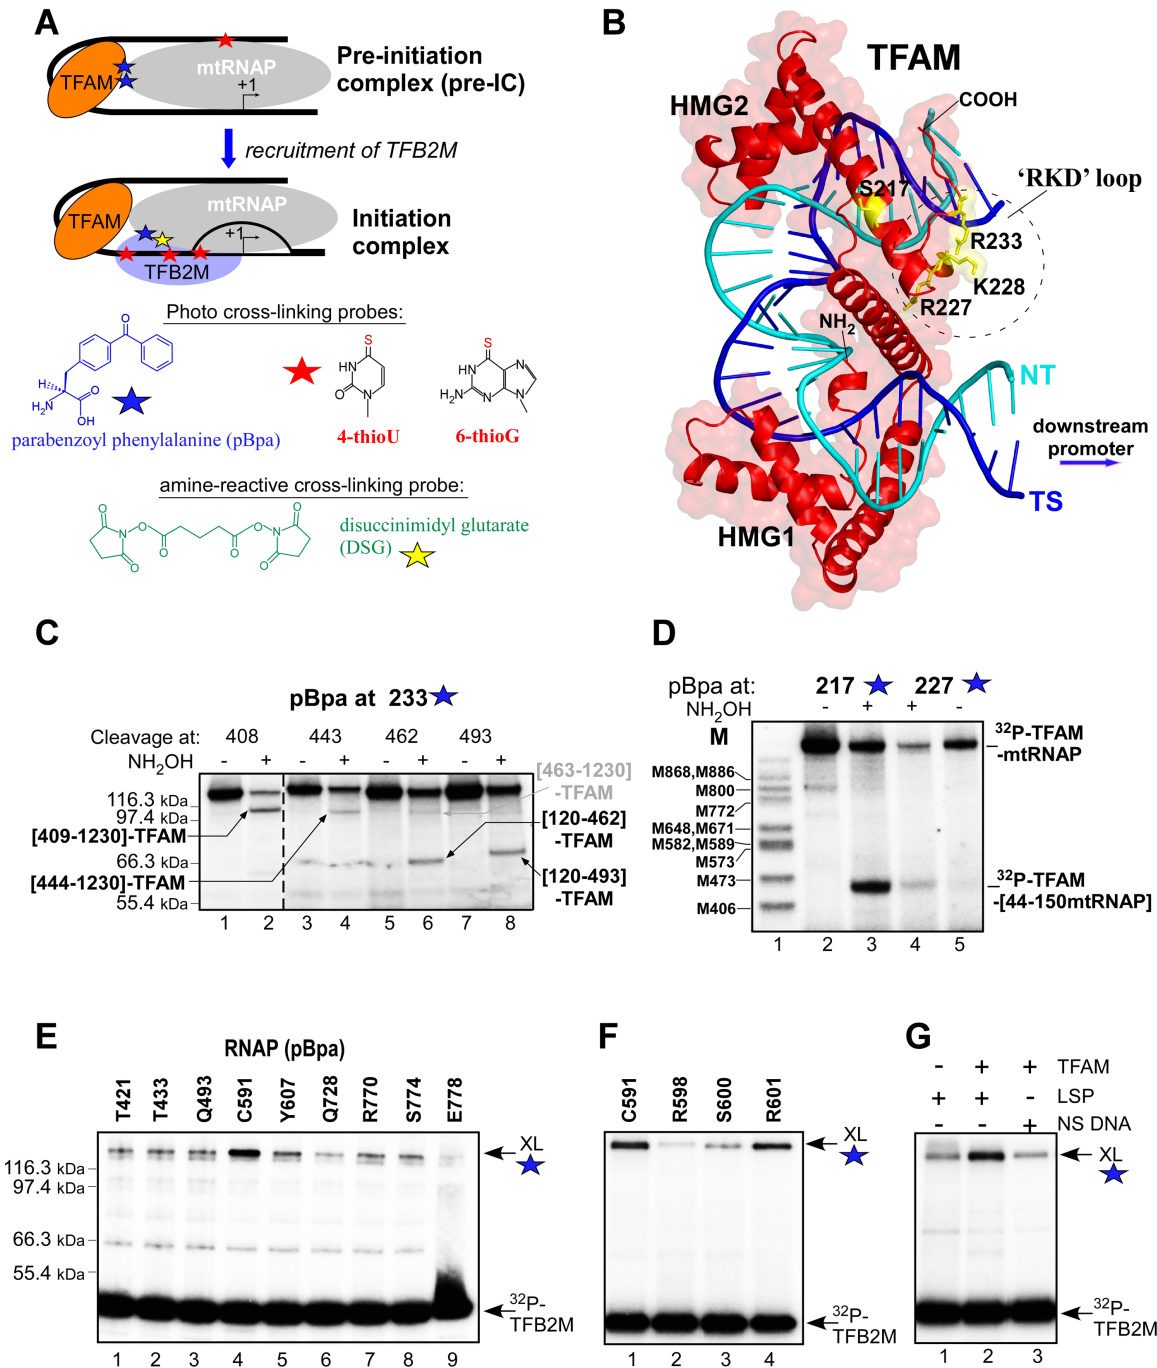 A
TFAM
mtRNAP
+1
Pre-initiation
complex (pre-IC)
recruitment of TFB2M
TFAM
mtRNAP
+1
TFB2M
Initiation
complex
Photo cross-linking probes:
O
H
H2N
O
OH
parabenzoyl phenylalanine (pBpa)
S
HN
O
N
4-thioU
S
HN
H2N
N
N
N
6-thioG
amine-reactive cross-linking probe:
O
N
O
O
O
O
O
O
N
O
disuccinimidyl glutarate
(DSG)
B
TFAM
HMG2
COOH
S217
'RKD' loop
R233
K228
R227
NH2
NT
downstream
promoter
TS
HMG1
C
pBpa at 233
Cleavage at: 408 443 462 493
NH2OH - + - + - + - +
116.3 kDa
97.4 kDa
66.3 kDa
55.4 kDa
[409-1230]-TFAM
[444-1230]-TFAM
[463-1230]
-TFAM
[120-462]
-TFAM
[120-493]
-TFAM
1 2 3 4 5 6 7 8
D
pBpa at: 217 227
NH2OH - + + -
M
M868,M886
M800
M772
M648,M671
M582,M589
M573
M473
M406
32P-TFAM
-mtRNAP
32P-TFAM
-[44-150mtRNAP]
1 2 3 4 5
E
RNAP (pBpa)
T421 T433 Q493 C591 Y607 Q728 R770 S774 E778
116.3 kDa
97.4 kDa
66.3 kDa
55.4 kDa
XL
32P-
TFB2M
1 2 3 4 5 6 7 8 9
F
C591 R598 S600 R601
XL
32P-
TFB2M
1 2 3 4
G
- + + TFAM
+ + - LSP
+ NS DNA
XL
32P-
TFB2M
1 2 3